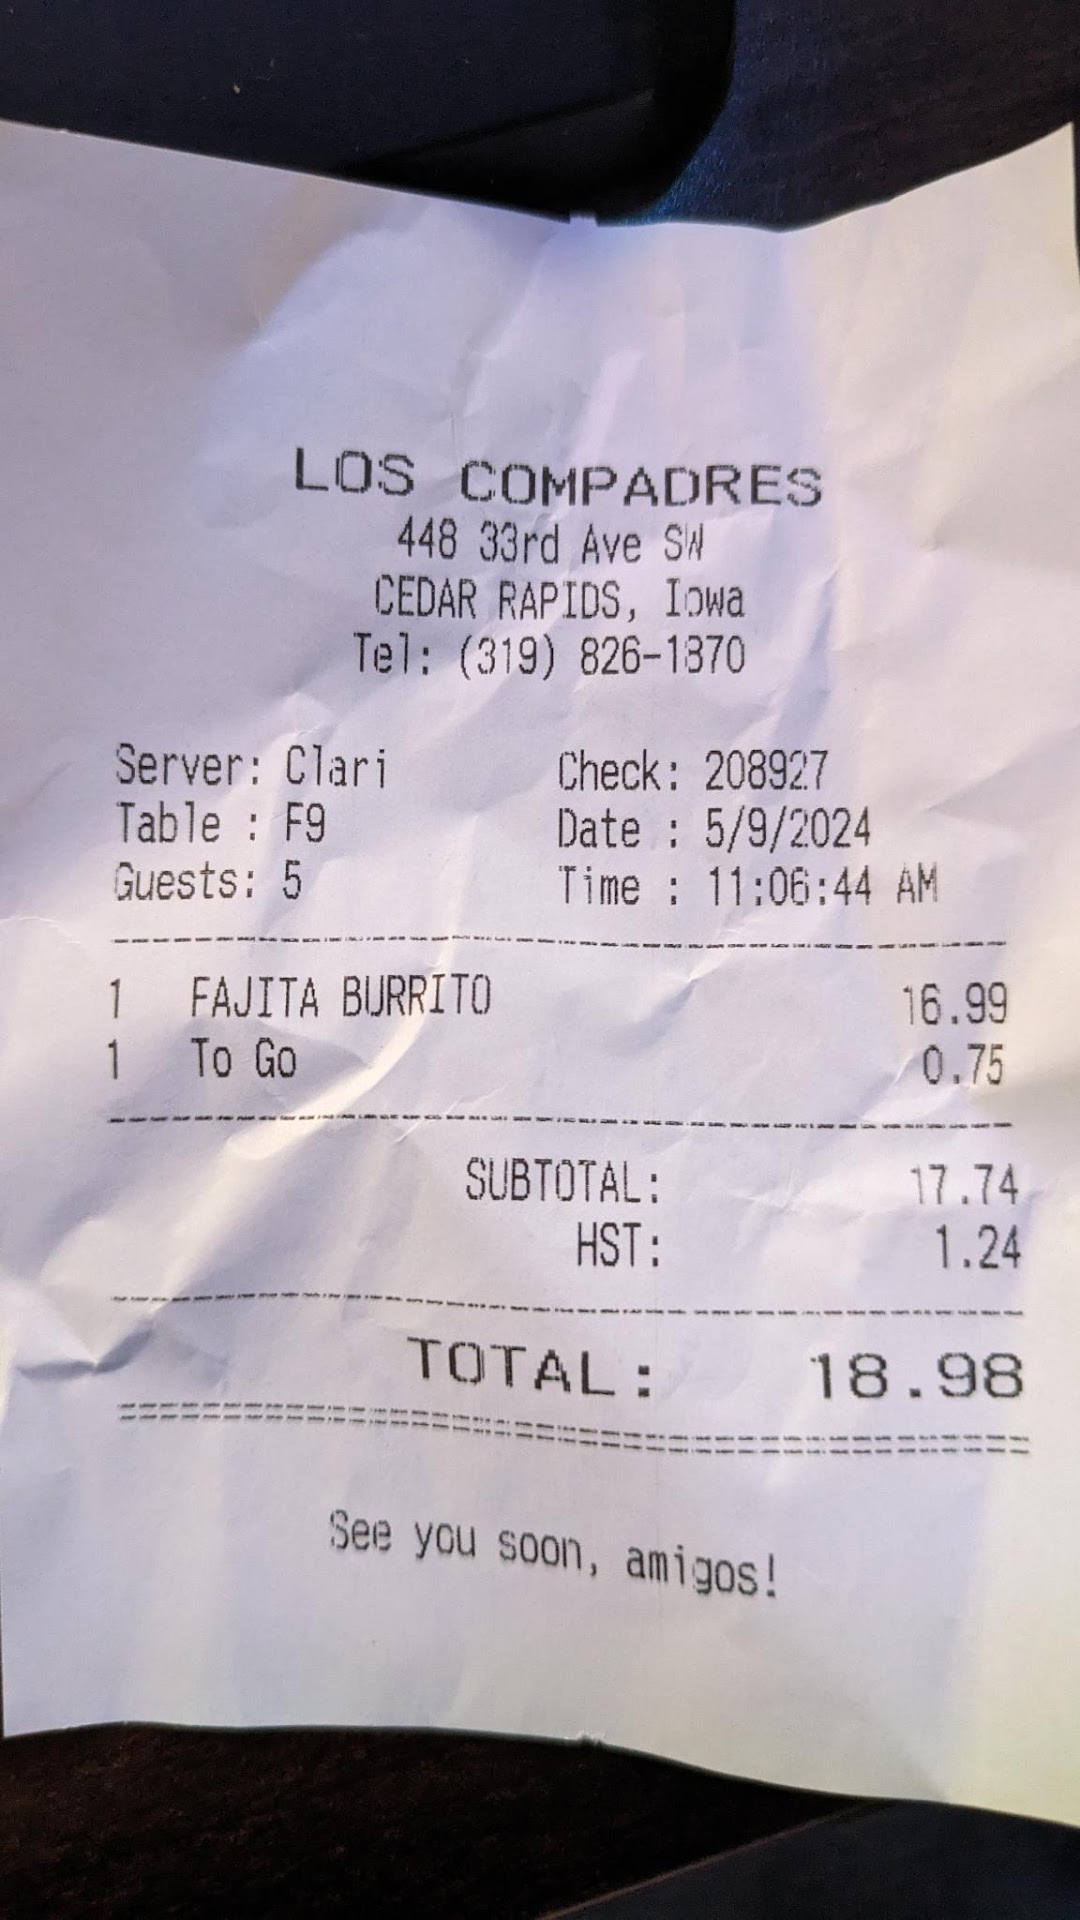 LOS COMPADRES
448 33rd Ave SW
CEDAR RAPIDS, Iowa
Tel: (319) 826-1370
Server: Clari Check: 208927
Table : F9 Date : 5/9/2024
Guests: 5 Time : 11:06:44 AM
1 FAJITA BURRITO 16.99
1 To Go 0.75
SUBTOTAL: 17.74
HST: 1.24
TOTAL: 18.98
See you soon, amigos!